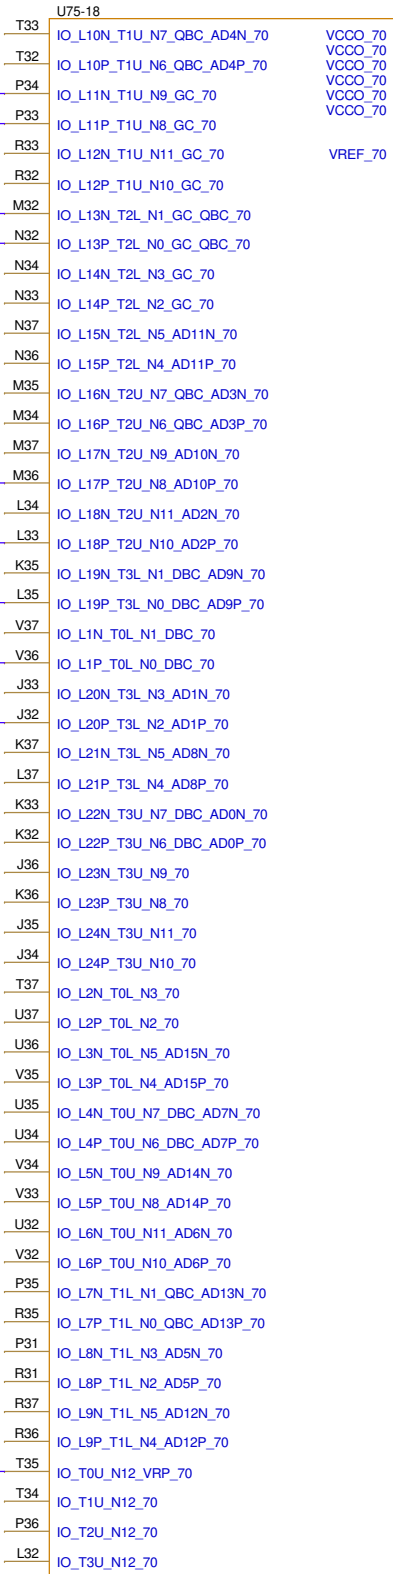 U75-18
T33 IO_L10N_T1U_N7_QBC_AD4N_70 VCCO_70
VCCO_70
T32 IO_L10P_T1U_N6_QBC_AD4P_70 VCCO_70
VCCO_70
P34 IO_L11N_T1U_N9_GC_70 VCCO_70
VCCO_70
P33 IO_L11P_T1U_N8_GC_70
R33 IO_L12N_T1U_N11_GC_70 VREF_70
R32 IO_L12P_T1U_N10_GC_70
M32 IO_L13N_T2L_N1_GC_QBC_70
N32 IO_L13P_T2L_N0_GC_QBC_70
N34 IO_L14N_T2L_N3_GC_70
N33 IO_L14P_T2L_N2_GC_70
N37 IO_L15N_T2L_N5_AD11N_70
N36 IO_L15P_T2L_N4_AD11P_70
M35 IO_L16N_T2U_N7_QBC_AD3N_70
M34 IO_L16P_T2U_N6_QBC_AD3P_70
M37 IO_L17N_T2U_N9_AD10N_70
M36 IO_L17P_T2U_N8_AD10P_70
L34 IO_L18N_T2U_N11_AD2N_70
L33 IO_L18P_T2U_N10_AD2P_70
K35 IO_L19N_T3L_N1_DBC_AD9N_70
L35 IO_L19P_T3L_N0_DBC_AD9P_70
V37 IO_L1N_T0L_N1_DBC_70
V36 IO_L1P_T0L_N0_DBC_70
J33 IO_L20N_T3L_N3_AD1N_70
J32 IO_L20P_T3L_N2_AD1P_70
K37 IO_L21N_T3L_N5_AD8N_70
L37 IO_L21P_T3L_N4_AD8P_70
K33 IO_L22N_T3U_N7_DBC_AD0N_70
K32 IO_L22P_T3U_N6_DBC_AD0P_70
J36 IO_L23N_T3U_N9_70
K36 IO_L23P_T3U_N8_70
J35 IO_L24N_T3U_N11_70
J34 IO_L24P_T3U_N10_70
T37 IO_L2N_T0L_N3_70
U37 IO_L2P_T0L_N2_70
U36 IO_L3N_T0L_N5_AD15N_70
V35 IO_L3P_T0L_N4_AD15P_70
U35 IO_L4N_T0U_N7_DBC_AD7N_70
U34 IO_L4P_T0U_N6_DBC_AD7P_70
V34 IO_L5N_T0U_N9_AD14N_70
V33 IO_L5P_T0U_N8_AD14P_70
U32 IO_L6N_T0U_N11_AD6N_70
V32 IO_L6P_T0U_N10_AD6P_70
P35 IO_L7N_T1L_N1_QBC_AD13N_70
R35 IO_L7P_T1L_N0_QBC_AD13P_70
P31 IO_L8N_T1L_N3_AD5N_70
R31 IO_L8P_T1L_N2_AD5P_70
R37 IO_L9N_T1L_N5_AD12N_70
R36 IO_L9P_T1L_N4_AD12P_70
T35 IO_T0U_N12_VRP_70
T34 IO_T1U_N12_70
P36 IO_T2U_N12_70
L32 IO_T3U_N12_70